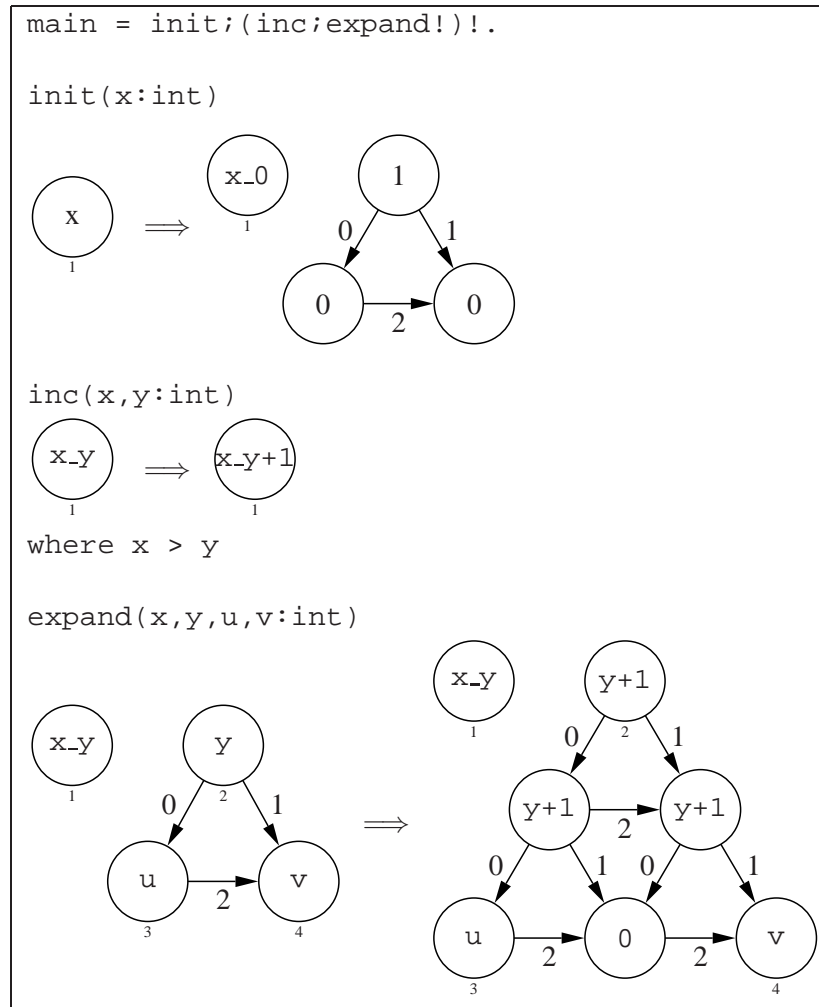 main = init;(inc;expand!)!.
init(x:int)
x
1
⟹
x_0
1
1
0 1
0 2 0
inc(x,y:int)
x_y
1
⟹
x_y+1
1
where x > y
expand(x,y,u,v:int)
x_y
1
y
2
0 1
u 2 v
3 4
⟹
x_y
1
y+1
2
0 1
y+1 2 y+1
0 1 0 1
u 2 0 2 v
3 4